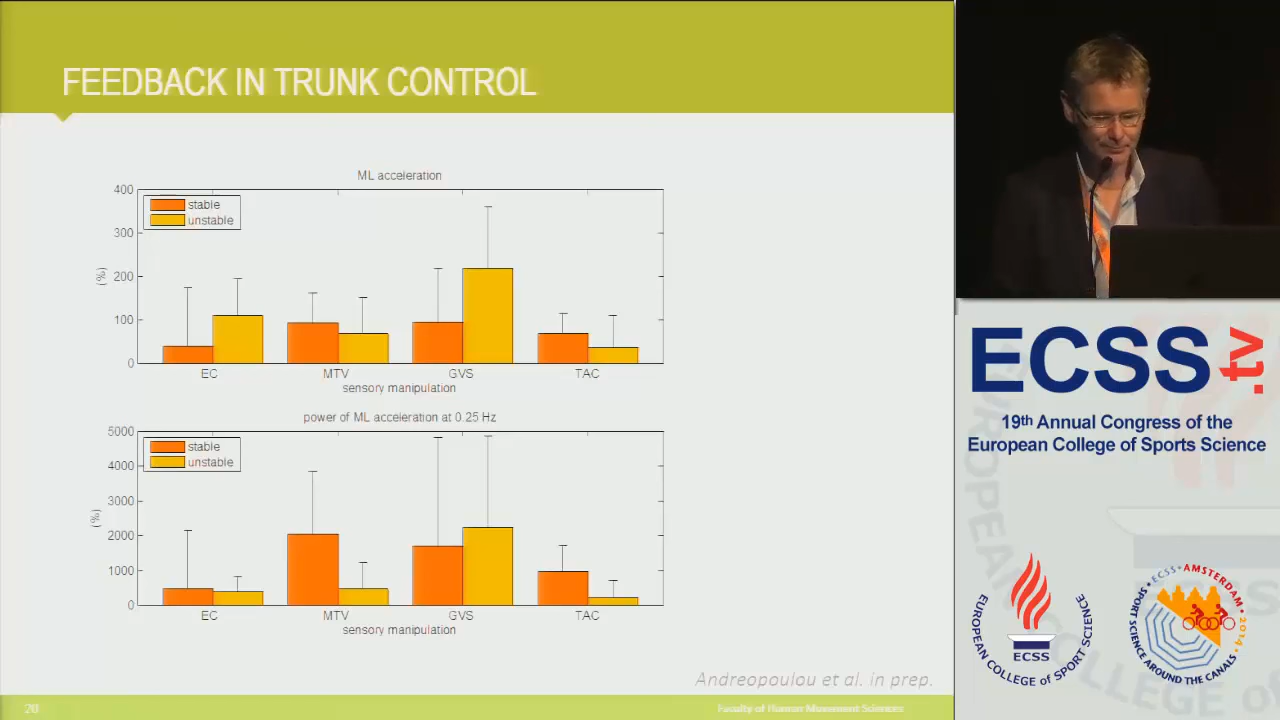 FEEDBACK IN TRUNK CONTROL
ML acceleration
400
300
200
100
0
(%)
stable
unstable
EC
MTV
GVS
TAC
sensory manipulation
power of ML acceleration at 0.25 Hz
5000
4000
3000
2000
1000
0
(%)
stable
unstable
EC
MTV
GVS
TAC
sensory manipulation
Andreopoulou et al. in prep.
20
Faculty of Human Movement Sciences
ECSS.tv
19th Annual Congress of the
European College of Sports Science
EUROPEAN COLLEGE OF SPORT SCIENCE
ECSS
ECSS • AMSTERDAM • 2014
SPORT SCIENCE AROUND THE CANALS